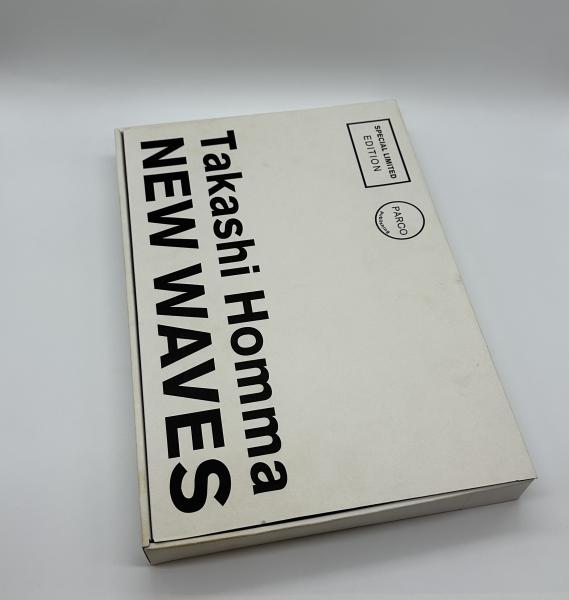 Takashi Homma
NEW WAVES
SPECIAL LIMITED
EDITION
PARCO